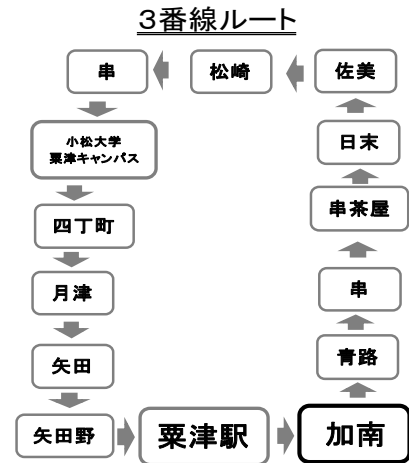 ３番線ルート
串
松崎
佐美
小松大学
粟津キャンパス
日末
四丁町
串茶屋
月津
串
矢田
青路
矢田野
粟津駅
加南